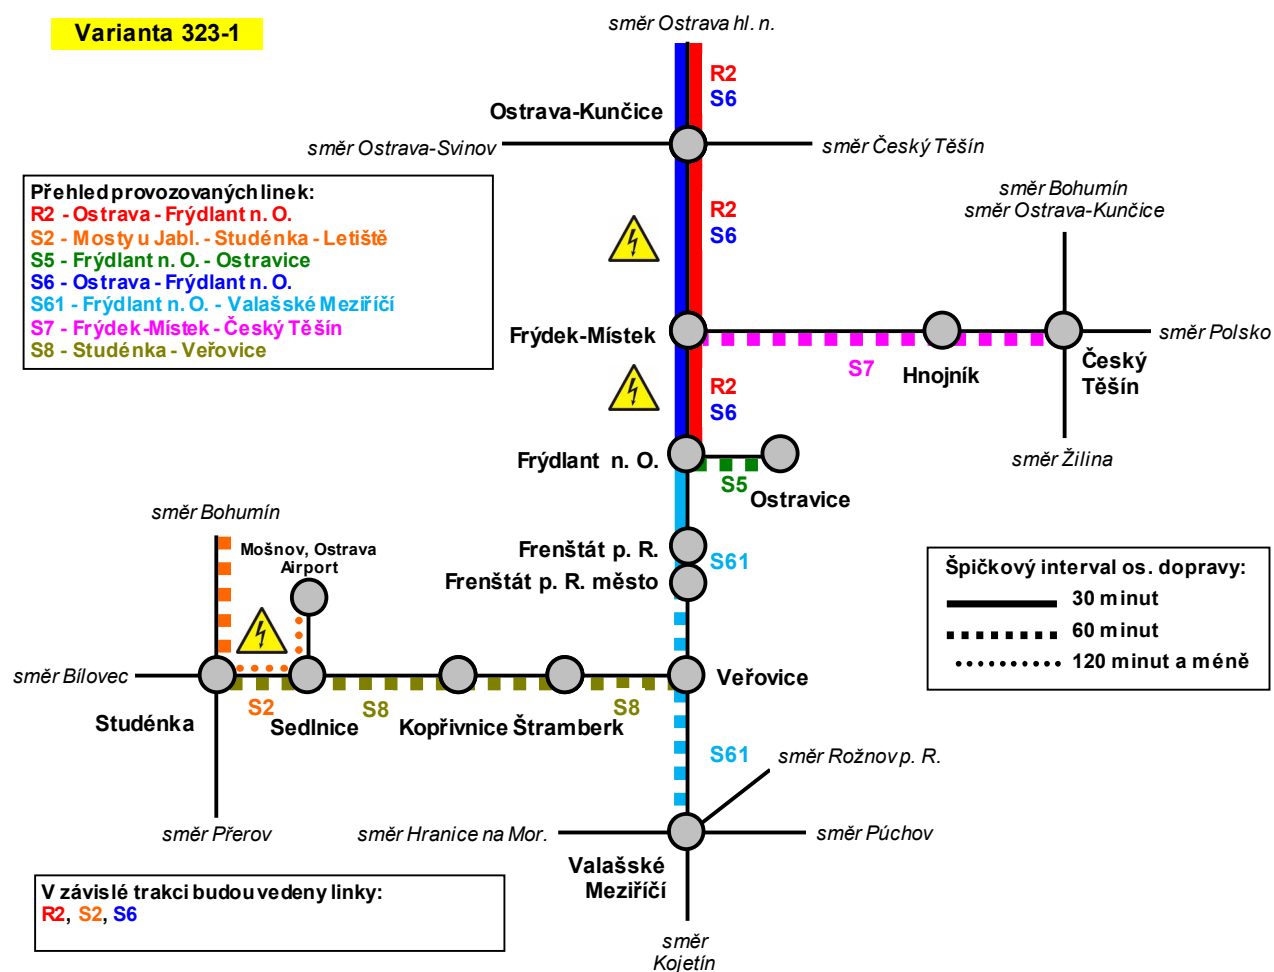 Varianta 323-1
směr Ostrava hl. n.
R2
S6
Ostrava-Kunčice
směr Ostrava-Svinov
směr Český Těšín
Přehled provozovaných linek:
R2 - Ostrava - Frýdlant n. O.
S2 - Mosty u Jabl. - Studénka - Letiště
S5 - Frýdlant n. O. - Ostravice
S6 - Ostrava - Frýdlant n. O.
S61 - Frýdlant n. O. - Valašské Meziříčí
S7 - Frýdek-Místek - Český Těšín
S8 - Studénka - Veřovice
R2
S6
směr Bohumín
směr Ostrava-Kunčice
Frýdek-Místek
směr Polsko
S7
Hnojník
Český
Těšín
R2
S6
Frýdlant n. O.
směr Žilina
S5
Ostravice
směr Bohumín
Mošnov, Ostrava
Airport
Frenštát p. R.
S61
Frenštát p. R. město
Špičkový interval os. dopravy:
30 minut
60 minut
120 minut a méně
směr Bílovec
Veřovice
S2
S8
S8
Studénka
Sedlnice
Kopřivnice
Štramberk
S61
směr Rožnov p. R.
směr Přerov
směr Hranice na Mor.
směr Púchov
Valašské
Meziříčí
V závislé trakci budou vedeny linky:
R2, S2, S6
směr
Kojetín